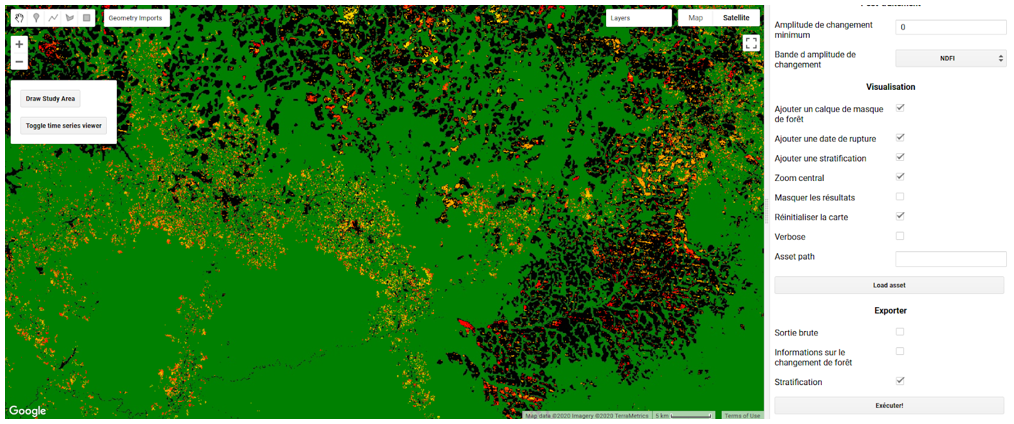 Geometry Imports
Layers
Map
Satellite
+
−
Draw Study Area
Toggle time series viewer
Google
Map data ©2020 Imagery ©2020 TerraMetrics
5 km
Terms of Use
Amplitude de changement
minimum
0
Bande d amplitude de
changement
NDFI
Visualisation
Ajouter un calque de masque
de forêt
Ajouter une date de rupture
Ajouter une stratification
Zoom central
Masquer les résultats
Réinitialiser la carte
Verbose
Asset path
Load asset
Exporter
Sortie brute
Informations sur le
changement de forêt
Stratification
Exécuter!